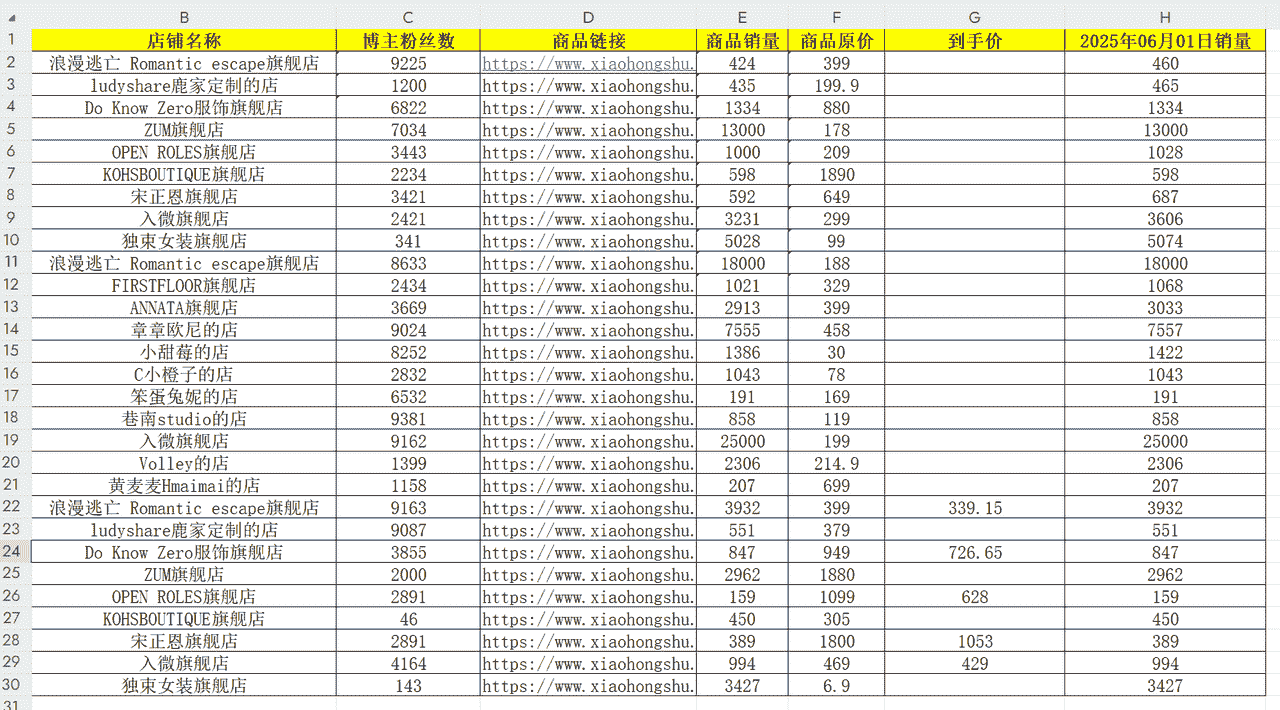 B C D E F G H
1 店铺名称 博主粉丝数 商品链接 商品销量 商品原价 到手价 2025年06月01日销量
2 浪漫逃亡 Romantic escape旗舰店 9225 https://www.xiaohongshu. 424 399 460
3 ludyshare鹿家定制的店 1200 https://www.xiaohongshu. 435 199.9 465
4 Do Know Zero服饰旗舰店 6822 https://www.xiaohongshu. 1334 880 1334
5 ZUM旗舰店 7034 https://www.xiaohongshu. 13000 178 13000
6 OPEN ROLES旗舰店 3443 https://www.xiaohongshu. 1000 209 1028
7 KOHSBOUTIQUE旗舰店 2234 https://www.xiaohongshu. 598 1890 598
8 宋正恩旗舰店 3421 https://www.xiaohongshu. 592 649 687
9 入微旗舰店 2421 https://www.xiaohongshu. 3231 299 3606
10 独束女装旗舰店 341 https://www.xiaohongshu. 5028 99 5074
11 浪漫逃亡 Romantic escape旗舰店 8633 https://www.xiaohongshu. 18000 188 18000
12 FIRSTFLOOR旗舰店 2434 https://www.xiaohongshu. 1021 329 1068
13 ANNATA旗舰店 3669 https://www.xiaohongshu. 2913 399 3033
14 章章欧尼的店 9024 https://www.xiaohongshu. 7555 458 7557
15 小甜莓的店 8252 https://www.xiaohongshu. 1386 30 1422
16 C小橙子的店 2832 https://www.xiaohongshu. 1043 78 1043
17 笨蛋兔妮的店 6532 https://www.xiaohongshu. 191 169 191
18 巷南studio的店 9381 https://www.xiaohongshu. 858 119 858
19 入微旗舰店 9162 https://www.xiaohongshu. 25000 199 25000
20 Volley的店 1399 https://www.xiaohongshu. 2306 214.9 2306
21 黄麦麦Hmaimai的店 1158 https://www.xiaohongshu. 207 699 207
22 浪漫逃亡 Romantic escape旗舰店 9163 https://www.xiaohongshu. 3932 399 339.15 3932
23 ludyshare鹿家定制的店 9087 https://www.xiaohongshu. 551 379 551
24 Do Know Zero服饰旗舰店 3855 https://www.xiaohongshu. 847 949 726.65 847
25 ZUM旗舰店 2000 https://www.xiaohongshu. 2962 1880 2962
26 OPEN ROLES旗舰店 2891 https://www.xiaohongshu. 159 1099 628 159
27 KOHSBOUTIQUE旗舰店 46 https://www.xiaohongshu. 450 305 450
28 宋正恩旗舰店 2891 https://www.xiaohongshu. 389 1800 1053 389
29 入微旗舰店 4164 https://www.xiaohongshu. 994 469 429 994
30 独束女装旗舰店 143 https://www.xiaohongshu. 3427 6.9 3427
31